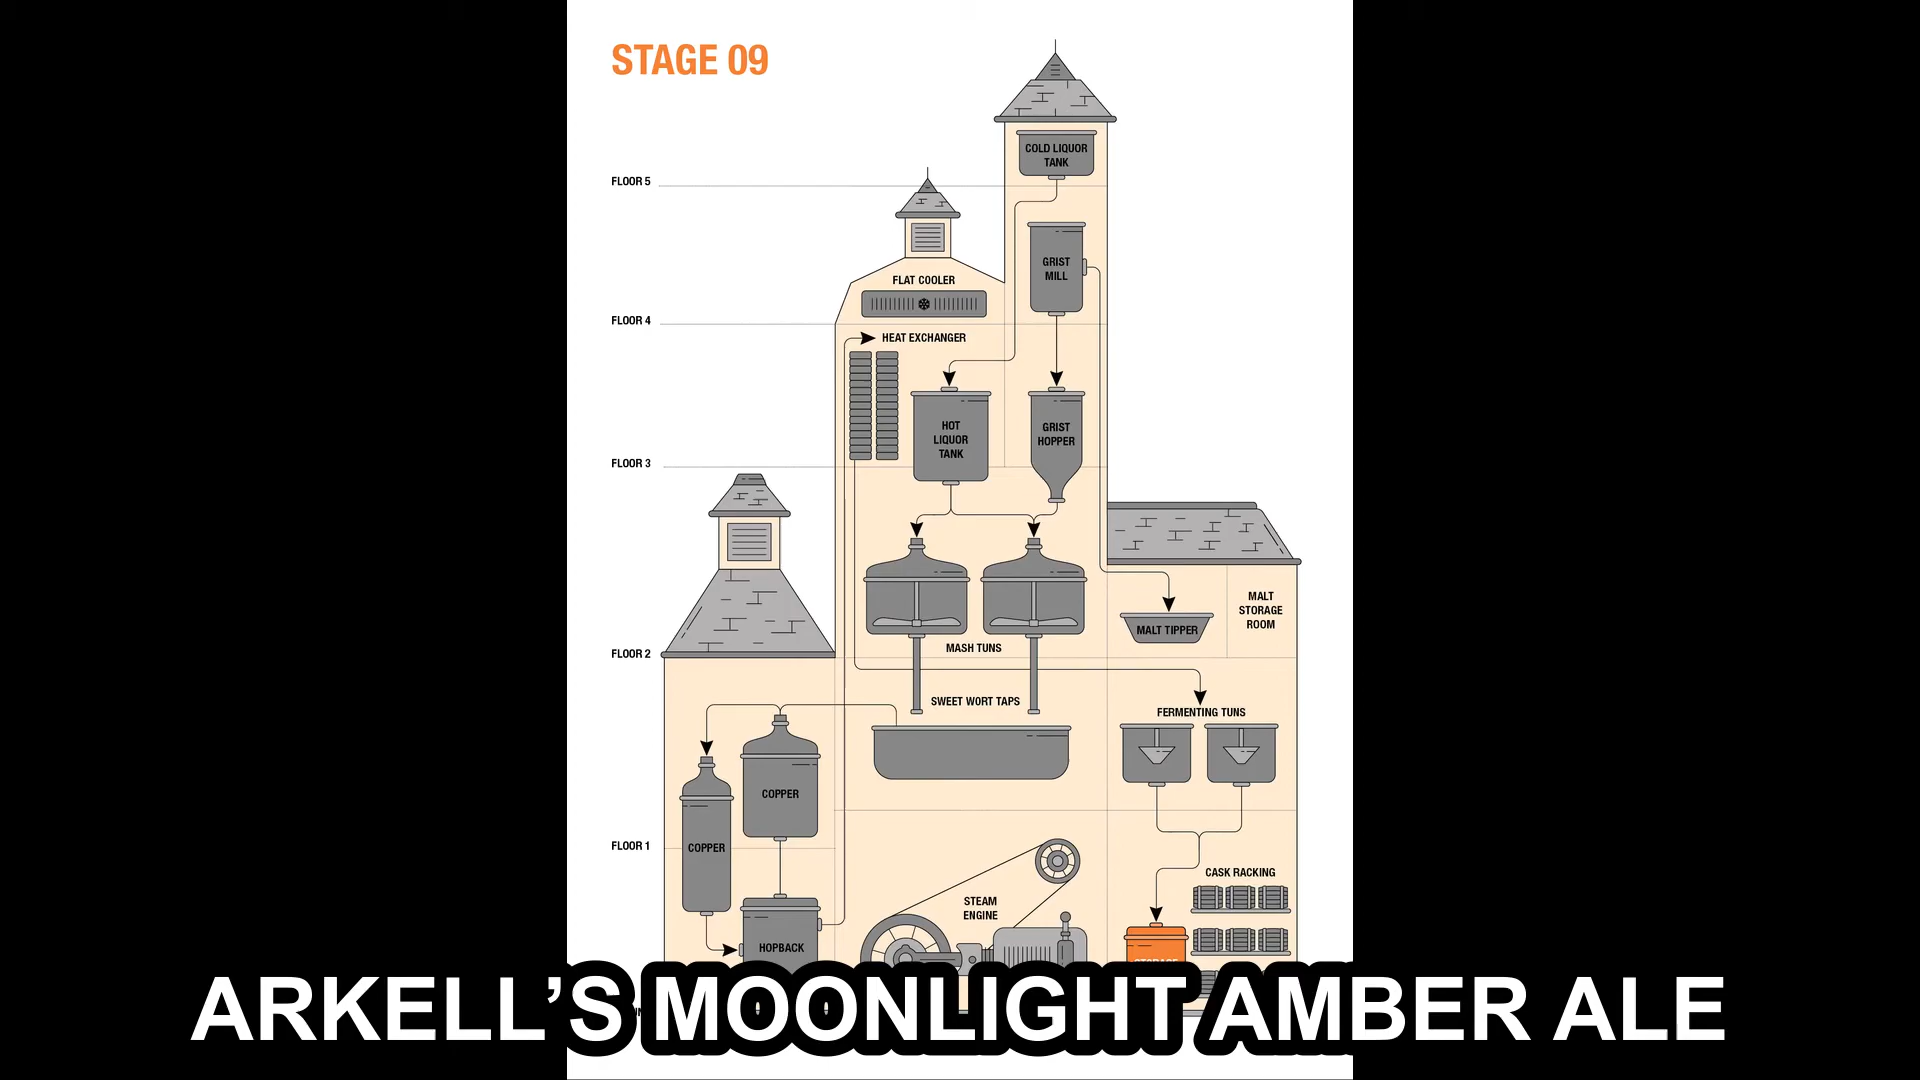 STAGE 09
COLD LIQUOR
TANK
FLOOR 5
GRIST
MILL
FLAT COOLER
FLOOR 4
HEAT EXCHANGER
HOT
LIQUOR
TANK
GRIST
HOPPER
FLOOR 3
MALT
STORAGE
ROOM
MALT TIPPER
MASH TUNS
FLOOR 2
SWEET WORT TAPS
FERMENTING TUNS
COPPER
COPPER
FLOOR 1
CASK RACKING
STEAM
ENGINE
HOPBACK
STORAGE
ARKELL’S MOONLIGHT AMBER ALE